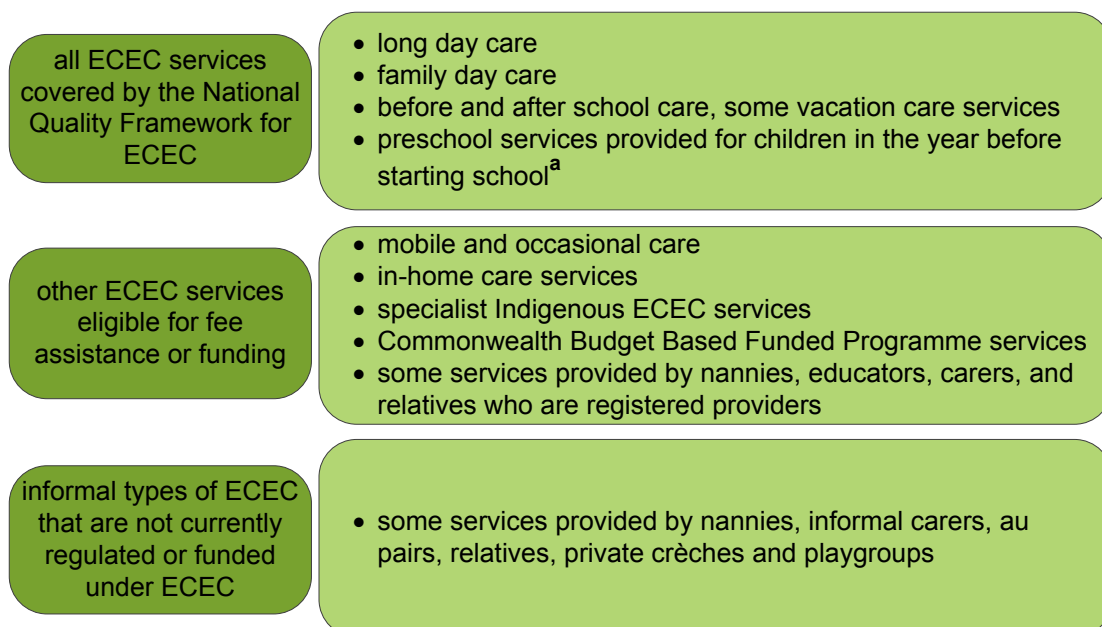 all ECEC services
covered by the National
Quality Framework for
ECEC
• long day care
• family day care
• before and after school care, some vacation care services
• preschool services provided for children in the year before
starting schoolᵃ
other ECEC services
eligible for fee
assistance or funding
• mobile and occasional care
• in-home care services
• specialist Indigenous ECEC services
• Commonwealth Budget Based Funded Programme services
• some services provided by nannies, educators, carers, and
relatives who are registered providers
informal types of ECEC
that are not currently
regulated or funded
under ECEC
• some services provided by nannies, informal carers, au
pairs, relatives, private crèches and playgroups